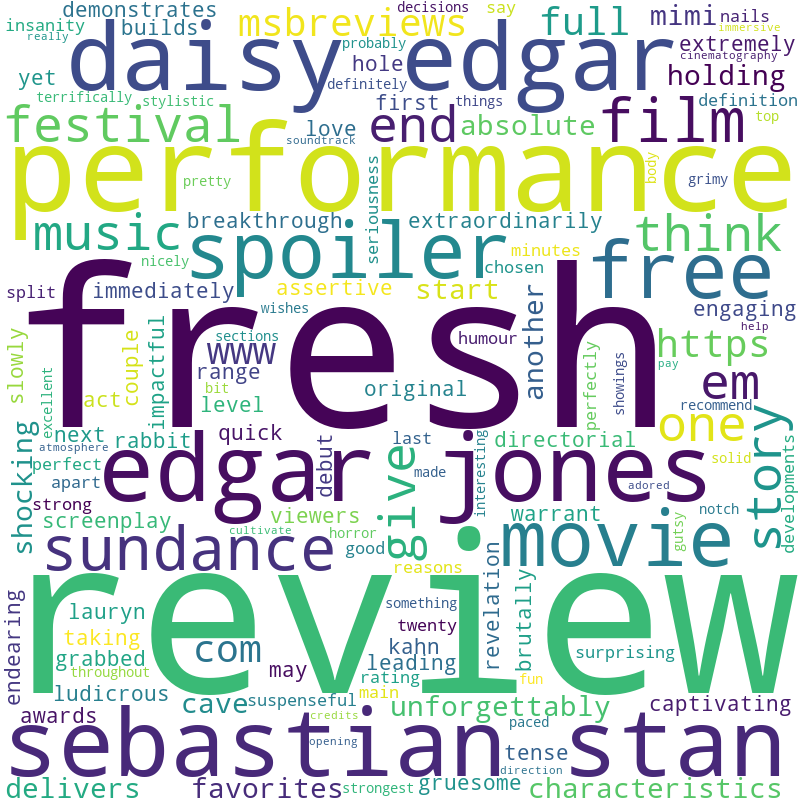 demonstrates
decisions
say
insanity
builds
msbreviews
full
mimi
nails
really
immersive
daisy edgar
probably
yet
hole
extremely
cinematography
definitely
holding
terrifically
stylistic
first
things
definition
top
festival
love
end
absolute
film
soundtrack
performance
pretty
seriousness
body
grimy
music
breakthrough
extraordinarily
think
spoiler
minutes
free
nicely
chosen
split
immediately
assertive
start
another
engaging
wishes
fresh
slowly
impactful
couple
www
sections
humour
help
https
range
perfectly
showings
pay
excellent
act
bit
level
original
em
recommend
one
story
shocking
next
rabbit
quick
debut
last
directorial
atmosphere
edgar jones
give
interesting
perfect
apart
made
solid
developments
strong
adored
screenplay
viewers
warrant
notch
cultivate
horror
gutsy
sundance
good
movie
reasons
review
endearing
revelation
brutally
lauryn
something
taking
twenty
com
kahn
grabbed
may
leading
surprising
throughout
rating
fun
ludicrous
cave
suspenseful
main
unforgettably
captivating
awards
credits
paced
sebastian stan
opening
tense
direction
delivers
favorites
strongest
gruesome
characteristics